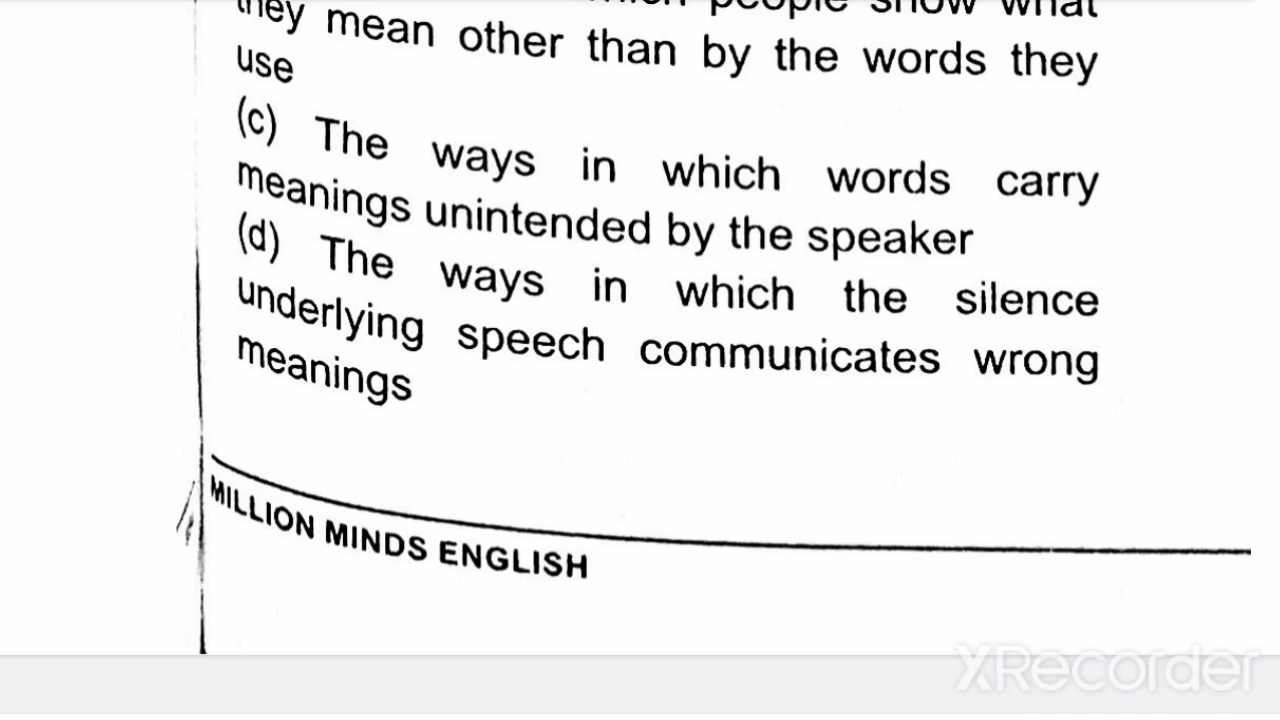 they mean other than by the words they
use
(c) The ways in which words carry
meanings unintended by the speaker
(d) The ways in which the silence
underlying speech communicates wrong
meanings
MILLION MINDS ENGLISH
XRecorder